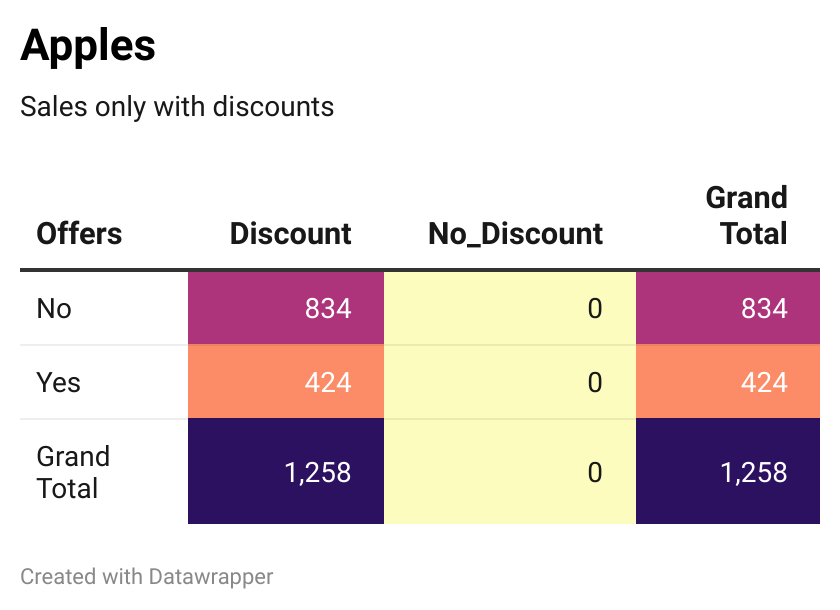 Apples
Sales only with discounts
Offers Discount No_Discount Grand Total
No 834 0 834
Yes 424 0 424
Grand Total 1,258 0 1,258
Created with Datawrapper